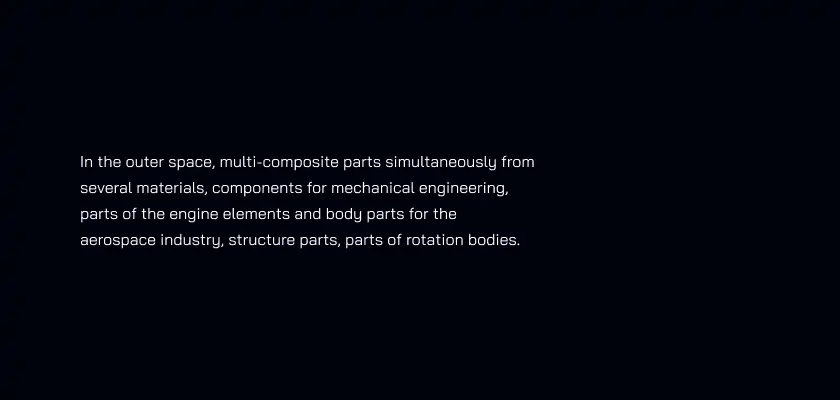 In the outer space, multi-composite parts simultaneously from
several materials, components for mechanical engineering,
parts of the engine elements and body parts for the
aerospace industry, structure parts, parts of rotation bodies.